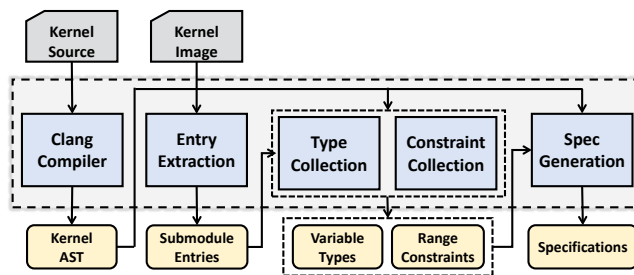 Kernel
Source
Kernel
Image
Clang
Compiler
Entry
Extraction
Type
Collection
Constraint
Collection
Spec
Generation
Kernel
AST
Submodule
Entries
Variable
Types
Range
Constraints
Specifications